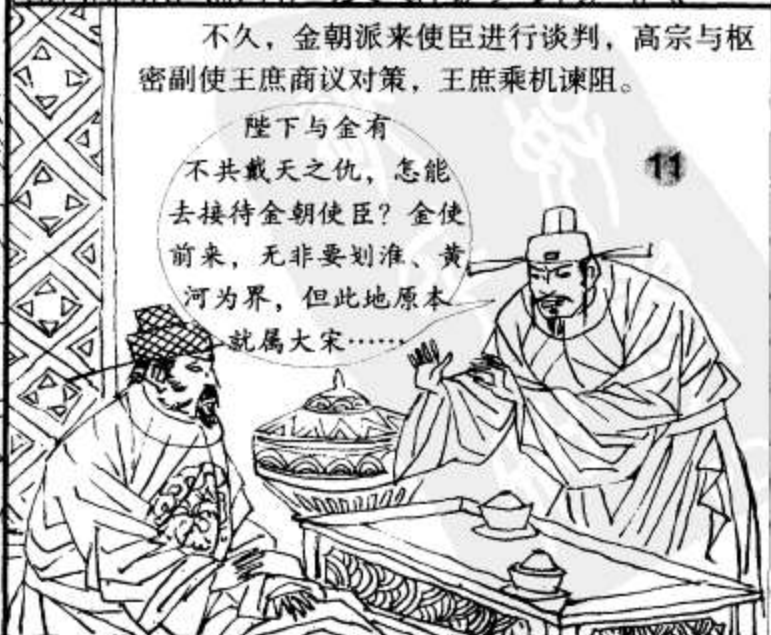 不久，金朝派来使臣进行谈判，高宗与枢
密副使王庶商议对策，王庶乘机谏阻。
陛下与金有
不共戴天之仇，怎能
去接待金朝使臣？金使
前来，无非要划淮、黄
河为界，但此地原本
就属大宋……
11